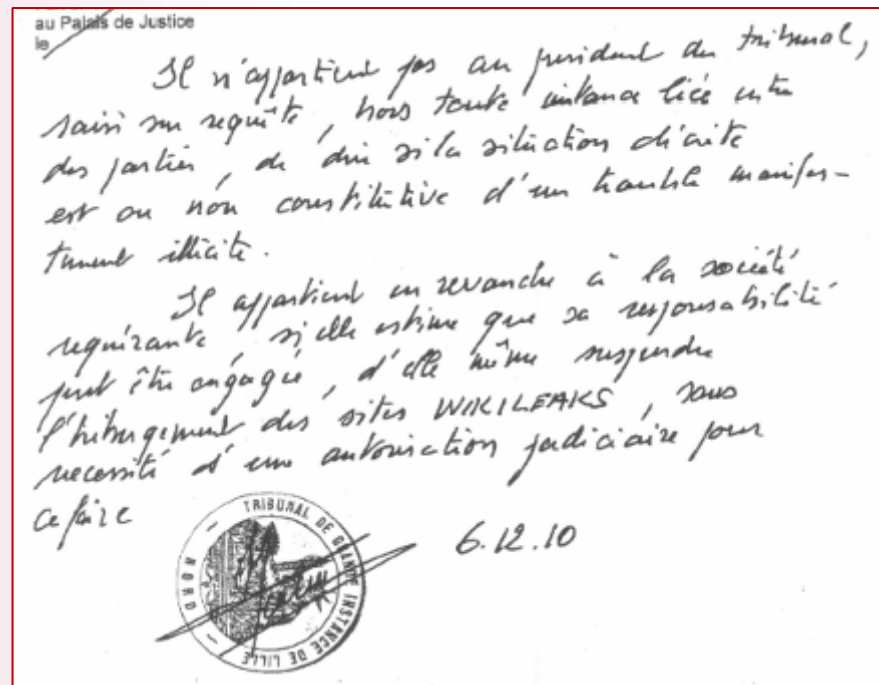 au Palais de Justice
le
Il n'appartient pas au président du tribunal,
saisi sur requête, hors toute instance liée entre
des parties, de dire si la situation décrite
est ou non constitutive d'un trouble manifes-
tement illicite.
Il appartient en revanche à la société
requérante, si elle estime que sa responsabilité
peut être engagée, d'elle même suspendre
l'hébergement des sites WIKILEAKS, sans
necessité d'une autorisation judiciaire pour
ce faire
6.12.10
TRIBUNAL DE GRANDE INSTANCE DE LILLE
NORD